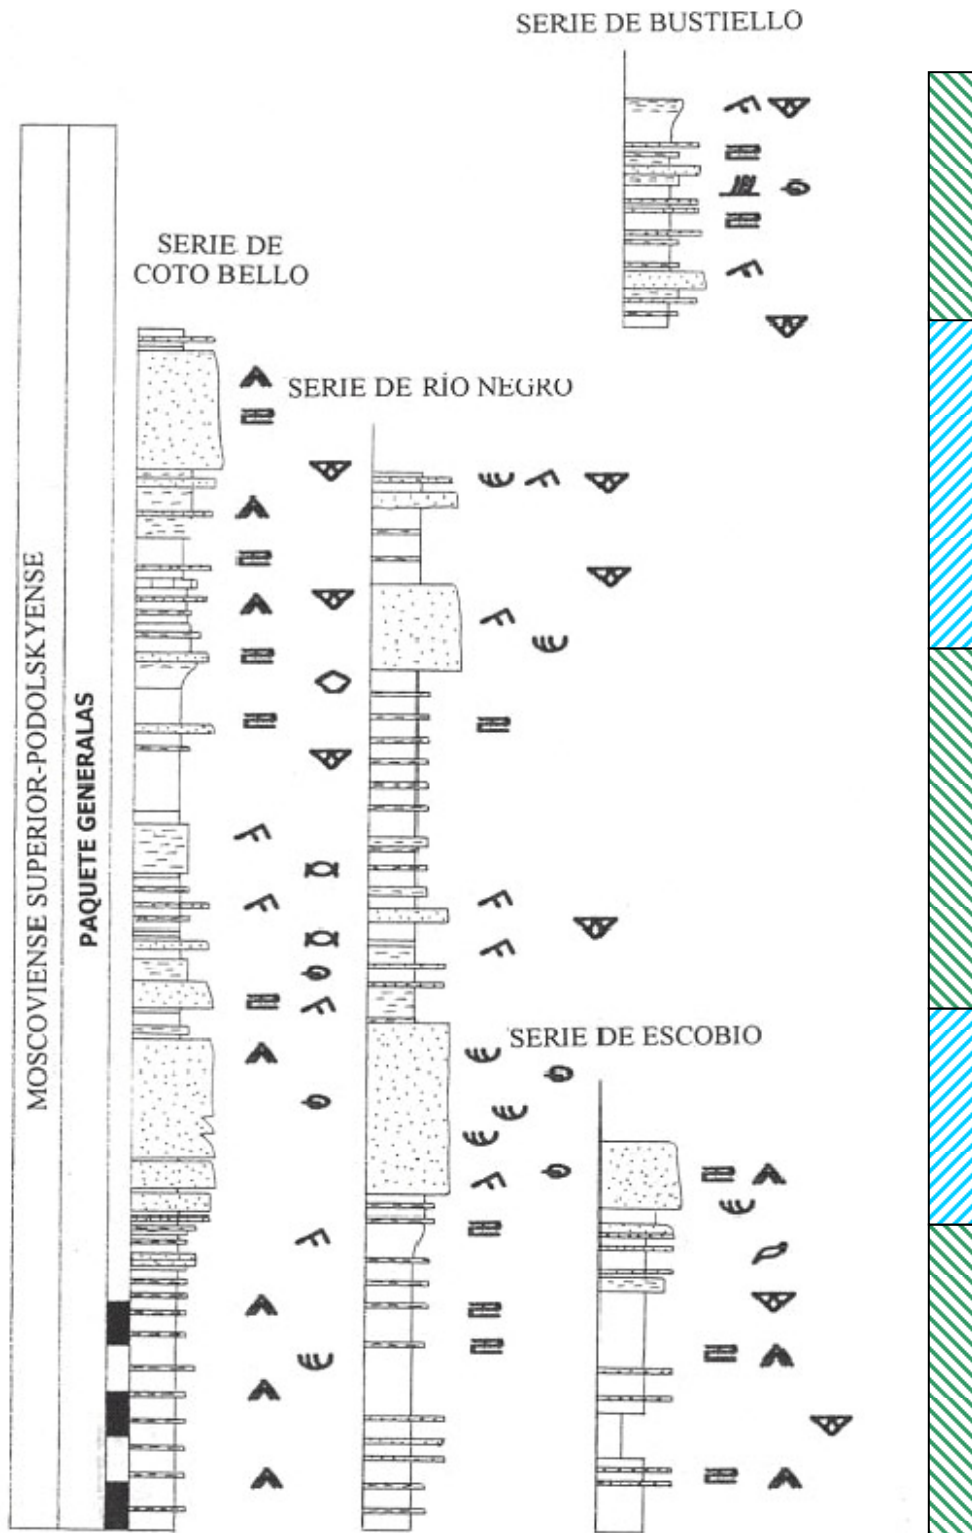 SERIE DE BUSTIELLO
SERIE DE
COTO BELLO
SERIE DE RÍO NEGRO
MOSCOVIENSE SUPERIOR-PODOLSKYENSE
PAQUETE GENERALAS
SERIE DE ESCOBIO